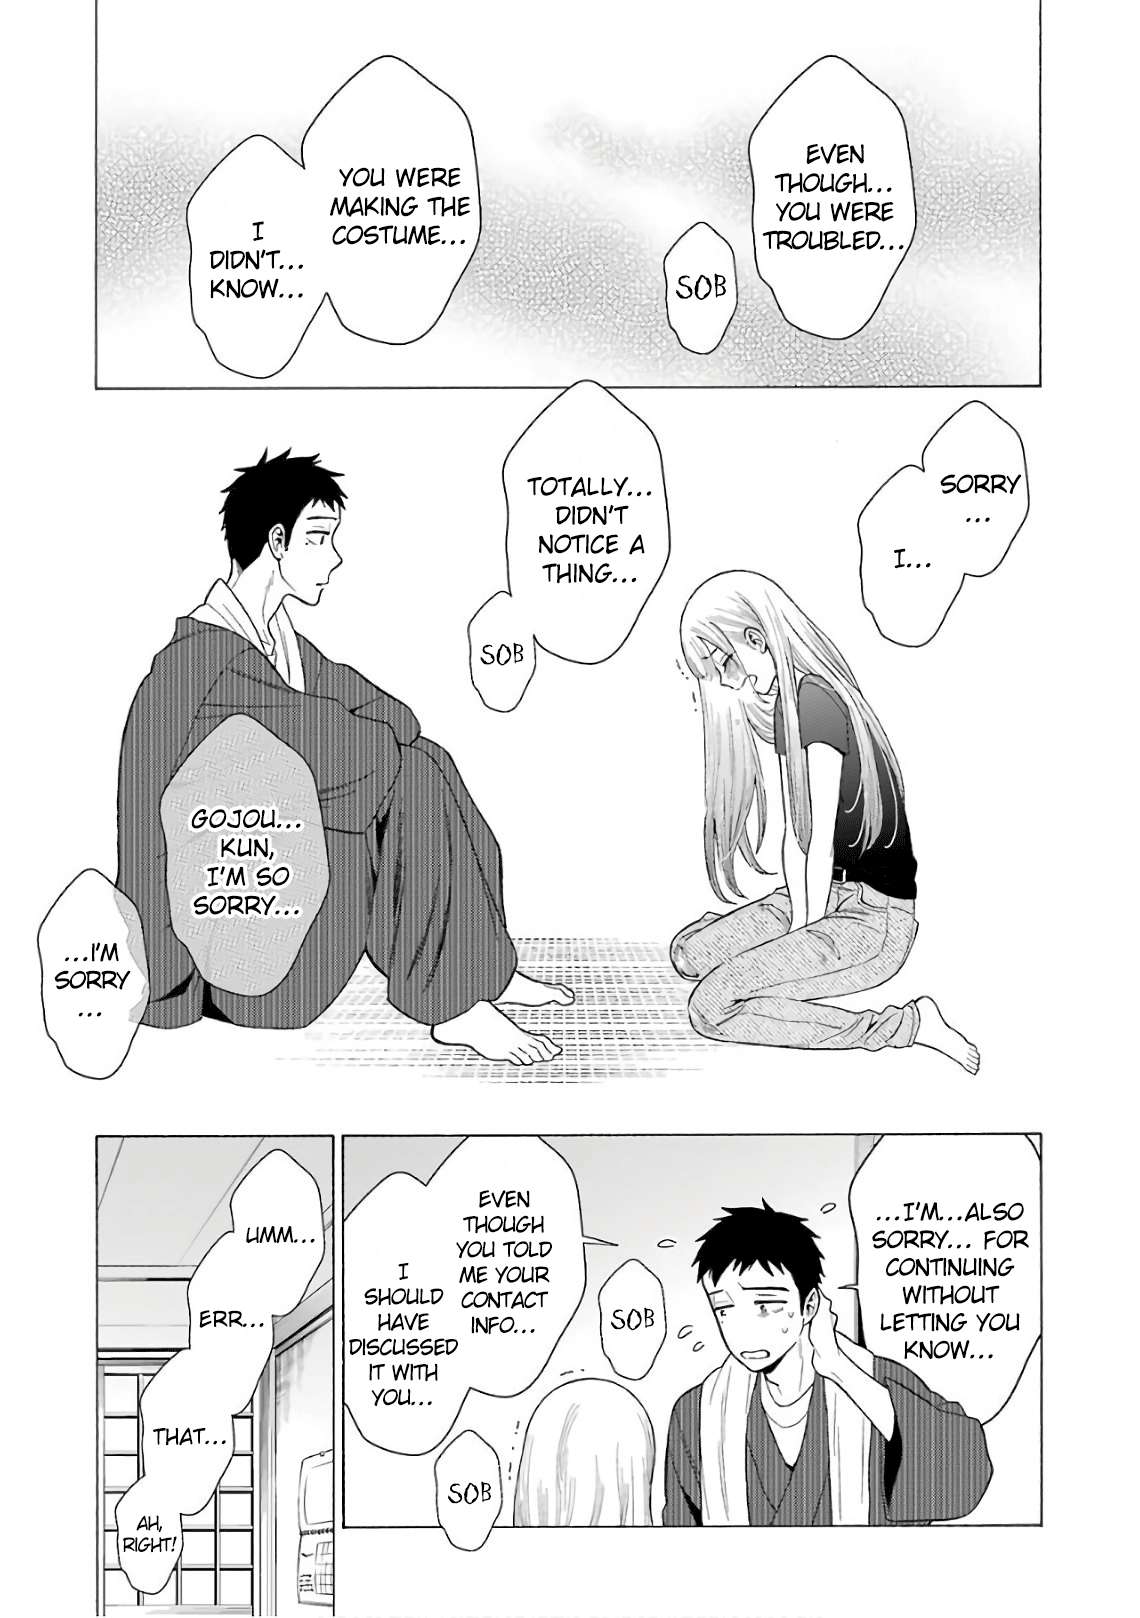 EVEN
THOUGH...
YOU WERE
TROUBLED...
SOB
YOU WERE
MAKING THE
COSTUME...
I
DIDN'T...
KNOW...
SORRY
...
I...
TOTALLY...
DIDN'T
NOTICE A
THING...
SOB
GOJOU...
KUN,
I'M SO
SORRY...
...I'M
SORRY
...
...I'M...ALSO
SORRY... FOR
CONTINUING
WITHOUT
LETTING YOU
KNOW...
EVEN
THOUGH
YOU TOLD
ME YOUR
CONTACT
INFO...
I
SHOULD
HAVE
DISCUSSED
IT WITH
YOU...
SOB
SOB
UMM...
ERR...
THAT...
AH,
RIGHT!